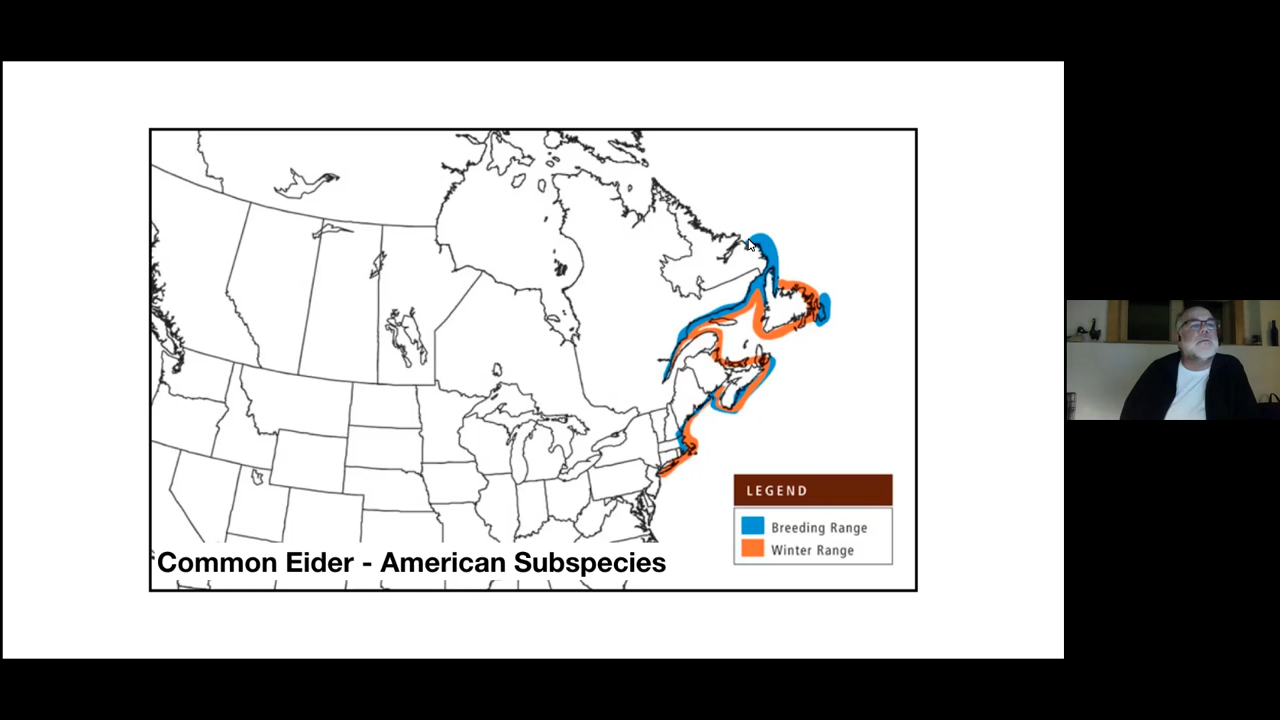 LEGEND
Breeding Range
Winter Range
Common Eider - American Subspecies